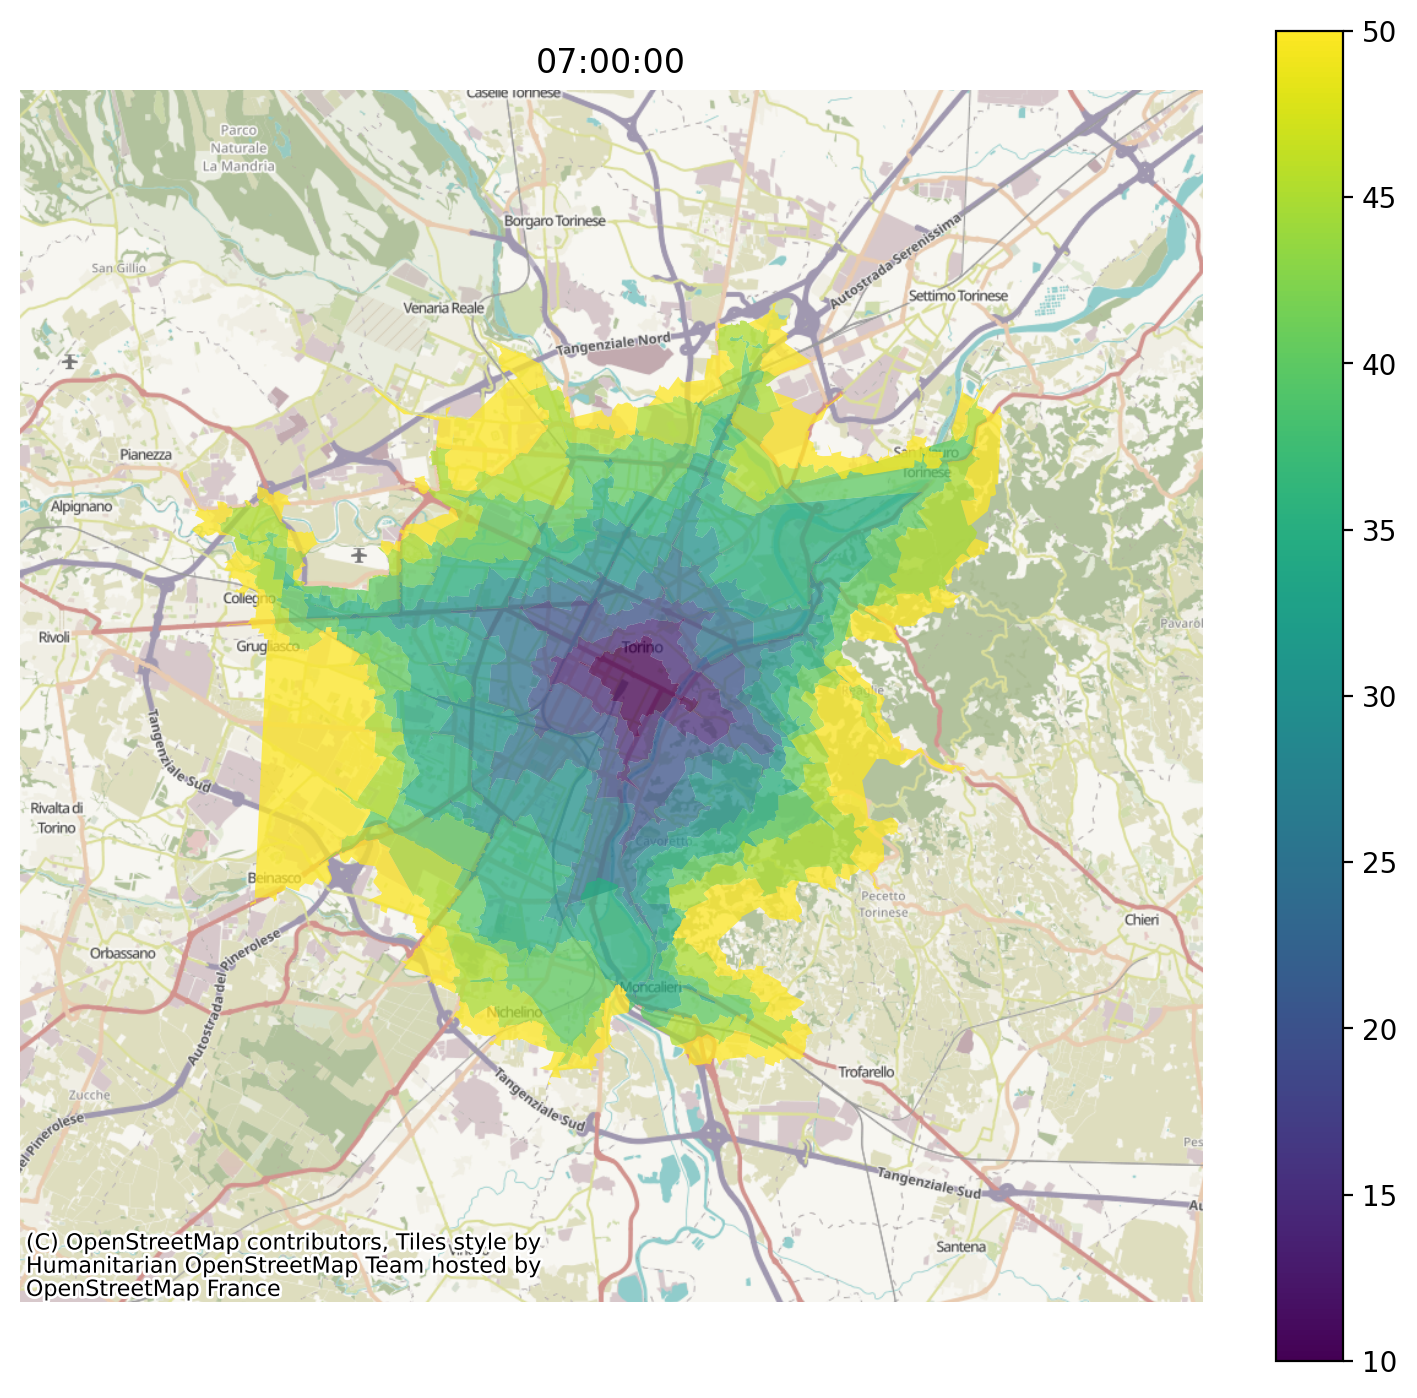 07:00:00
50
45
40
35
30
25
20
15
10
Caselle Torinese
Parco
Naturale
La Mandria
Borgaro Torinese
Autostrada Serenissima
San Gillio
Settimo Torinese
Venaria Reale
Tangenziale Nord
Pianezza
San Mauro
Torinese
Alpignano
Collegno
Rivoli
Grugliasco
Torino
Tangenziale Sud
Rivalta di
Torino
Cavoretto
Beinasco
Pecetto
Torinese
Chieri
Orbassano
Autostrada del Pinerolese
Moncalieri
Nichelino
Trofarello
Tangenziale Sud
Zucche
Tangenziale Sud
Santena
(C) OpenStreetMap contributors, Tiles style by
Humanitarian OpenStreetMap Team hosted by
OpenStreetMap France